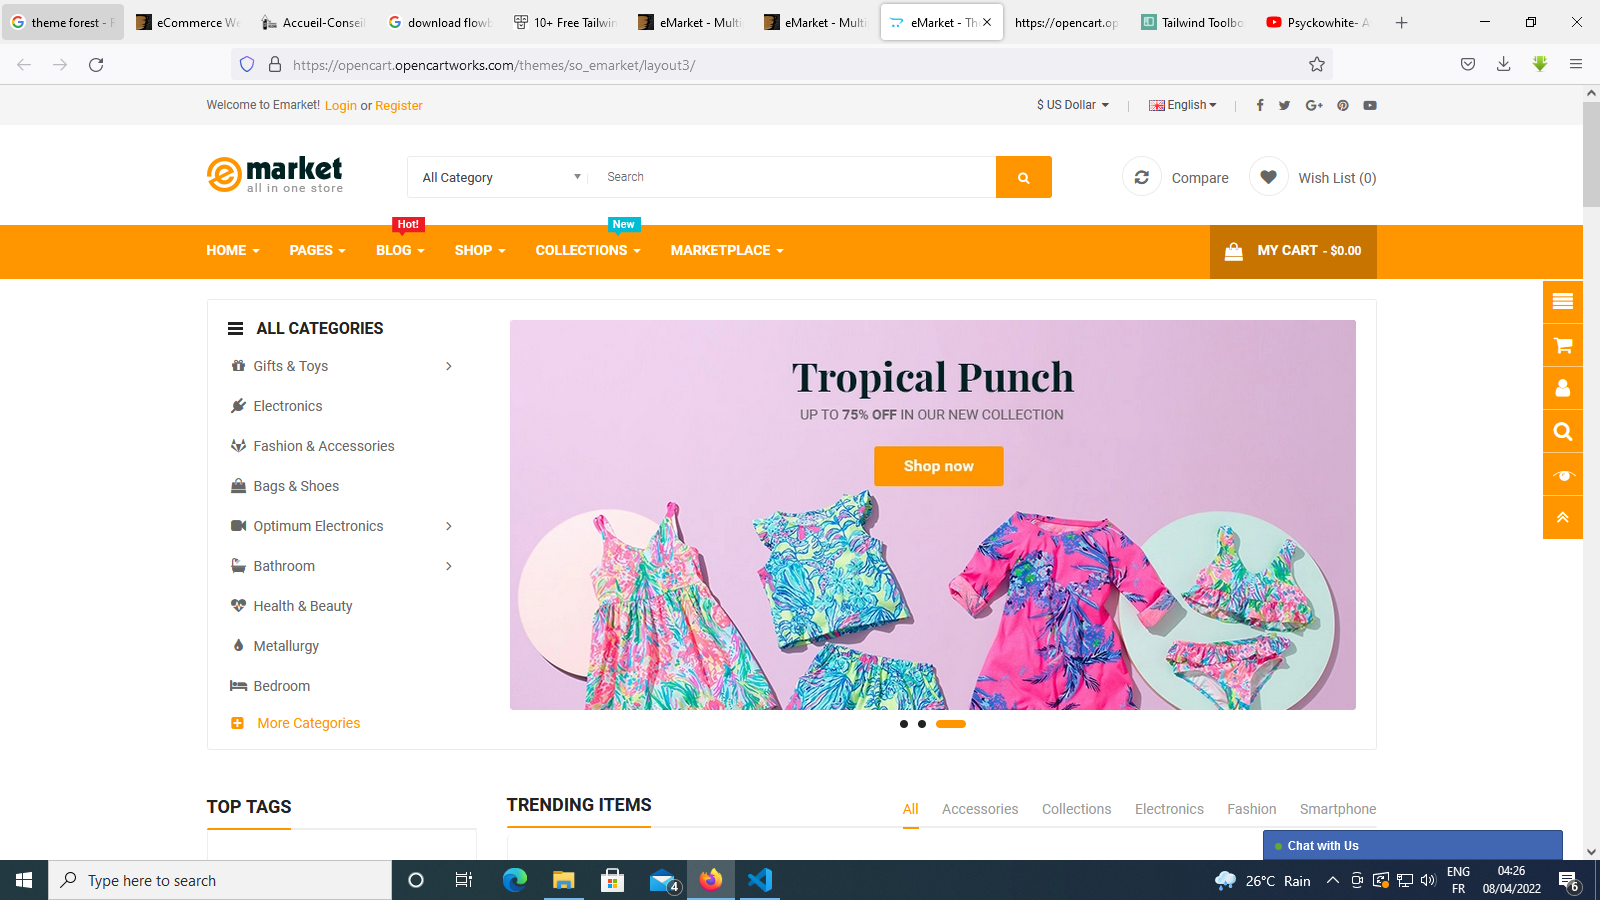 theme forest - R
eCommerce We
Accueil-Conseil
download flowb
10+ Free Tailwin
eMarket - Multi
eMarket - Multi
eMarket - Th
https://opencart.op
Tailwind Toolbo
Psyckowhite- A
https://opencart.opencartworks.com/themes/so_emarket/layout3/
Welcome to Emarket! Login or Register
$ US Dollar
English
market
all in one store
All Category
Search
Compare
Wish List (0)
Hot!
New
HOME
PAGES
BLOG
SHOP
COLLECTIONS
MARKETPLACE
MY CART - $0.00
ALL CATEGORIES
Gifts & Toys
Electronics
Fashion & Accessories
Bags & Shoes
Optimum Electronics
Bathroom
Health & Beauty
Metallurgy
Bedroom
More Categories
Tropical Punch
UP TO 75% OFF IN OUR NEW COLLECTION
Shop now
TOP TAGS
TRENDING ITEMS
All
Accessories
Collections
Electronics
Fashion
Smartphone
Chat with Us
Type here to search
4
26°C Rain
ENG
FR
04:26
08/04/2022
6